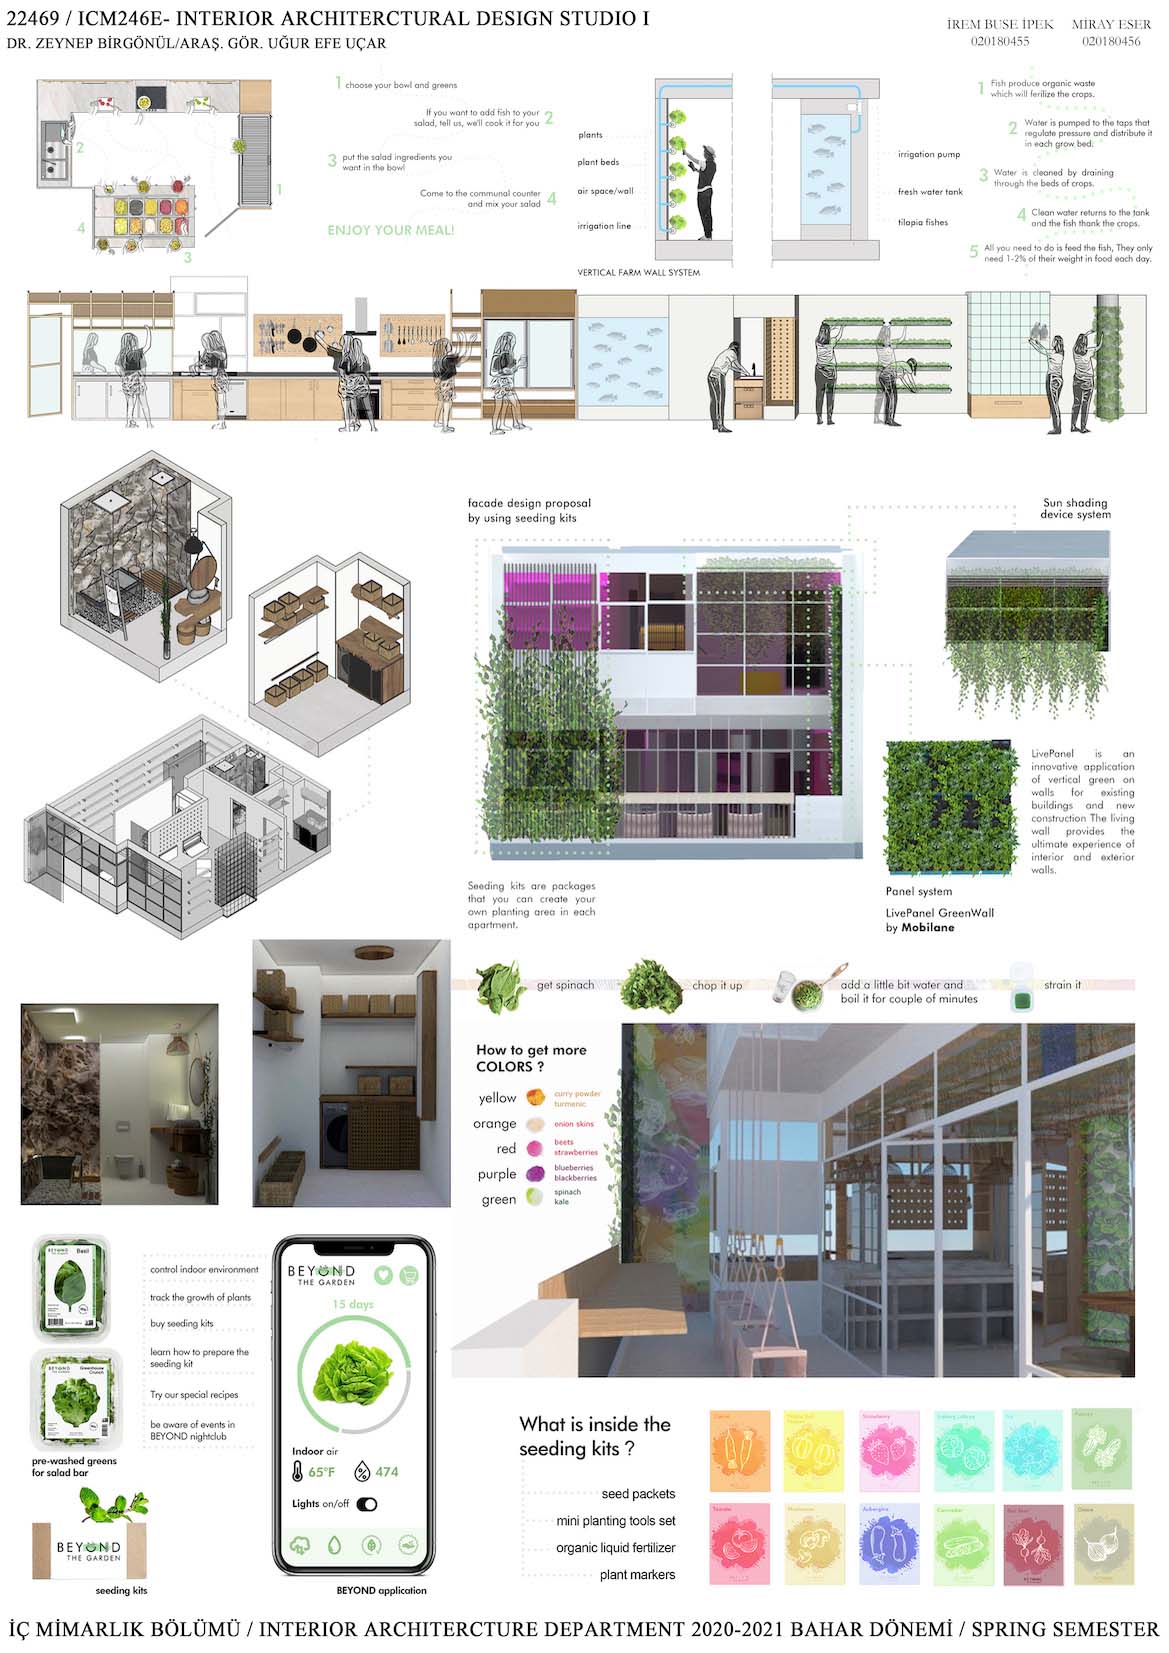 22469 / ICM246E- INTERIOR ARCHITERCTURAL DESIGN STUDIO I
DR. ZEYNEP BİRGÖNÜL/ARAŞ. GÖR. UĞUR EFE UÇAR
İREM BUSE İPEK
020180455
MİRAY ESER
020180456
1 choose your bowl and greens
If you want to add fish to your
salad, tell us, we'll cook it for you 2
3 put the salad ingredients you
want in the bowl
Come to the communal counter
and mix your salad 4
ENJOY YOUR MEAL!
1
2
3
4
plants
plant beds
air space/wall
irrigation line
irrigation pump
fresh water tank
tilapia fishes
VERTICAL FARM WALL SYSTEM
1 Fish produce organic waste
which will ferilize the crops.
2 Water is pumped to the taps that
regulate pressure and distribute it
in each grow bed.
3 Water is cleaned by draining
through the beds of crops.
4 Clean water returns to the tank
and the fish thank the crops.
5 All you need to do is feed the fish, They only
need 1-2% of their weight in food each day.
facade design proposal
by using seeding kits
Sun shading
device system
Seeding kits are packages
that you can create your
own planting area in each
apartment.
LivePanel is an
innovative application
of vertical green on
walls for existing
buildings and new
construction The living
wall provides the
ultimate experience of
interior and exterior
walls.
Panel system
LivePanel GreenWall
by Mobilane
get spinach
chop it up
add a little bit water and
boil it for couple of minutes
strain it
How to get more
COLORS ?
yellow curry powder
turmeric
orange onion skins
red beets
strawberries
purple blueberries
blackberries
green spinach
kale
BEYOND
THE GARDEN
Basil
BEYOND
THE GARDEN
Greenhouse
Crunch
pre-washed greens
for salad bar
BEYOND
THE GARDEN
seeding kits
control indoor environment
track the growth of plants
buy seeding kits
learn how to prepare the
seeding kit
Try our special recipes
be aware of events in
BEYOND nightclub
BEYOND
THE GARDEN
15 days
Indoor air
65°F
474
Lights on/off
BEYOND application
What is inside the
seeding kits ?
seed packets
mini planting tools set
organic liquid fertilizer
plant markers
Carrot
Strawberry
Iceberg Lettuce
Tomato
Mushroom
Aubergine
Cucumber
Onion
İÇ MİMARLIK BÖLÜMÜ / INTERIOR ARCHITERCTURE DEPARTMENT 2020-2021 BAHAR DÖNEMİ / SPRING SEMESTER